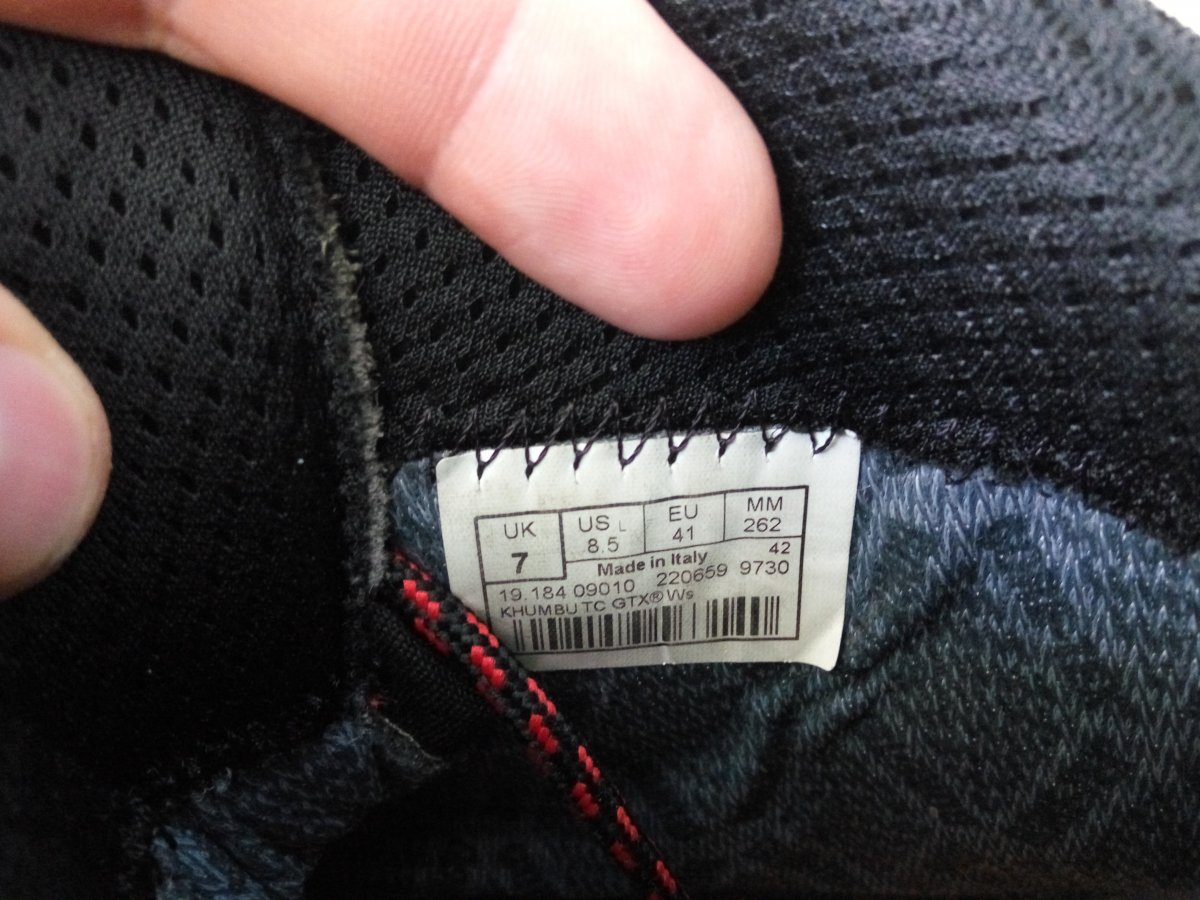 UK US L EU MM
7 8.5 41 262
Made in Italy 42
19.184 09010 220659 9730
KHUMBU TC GTX® Ws